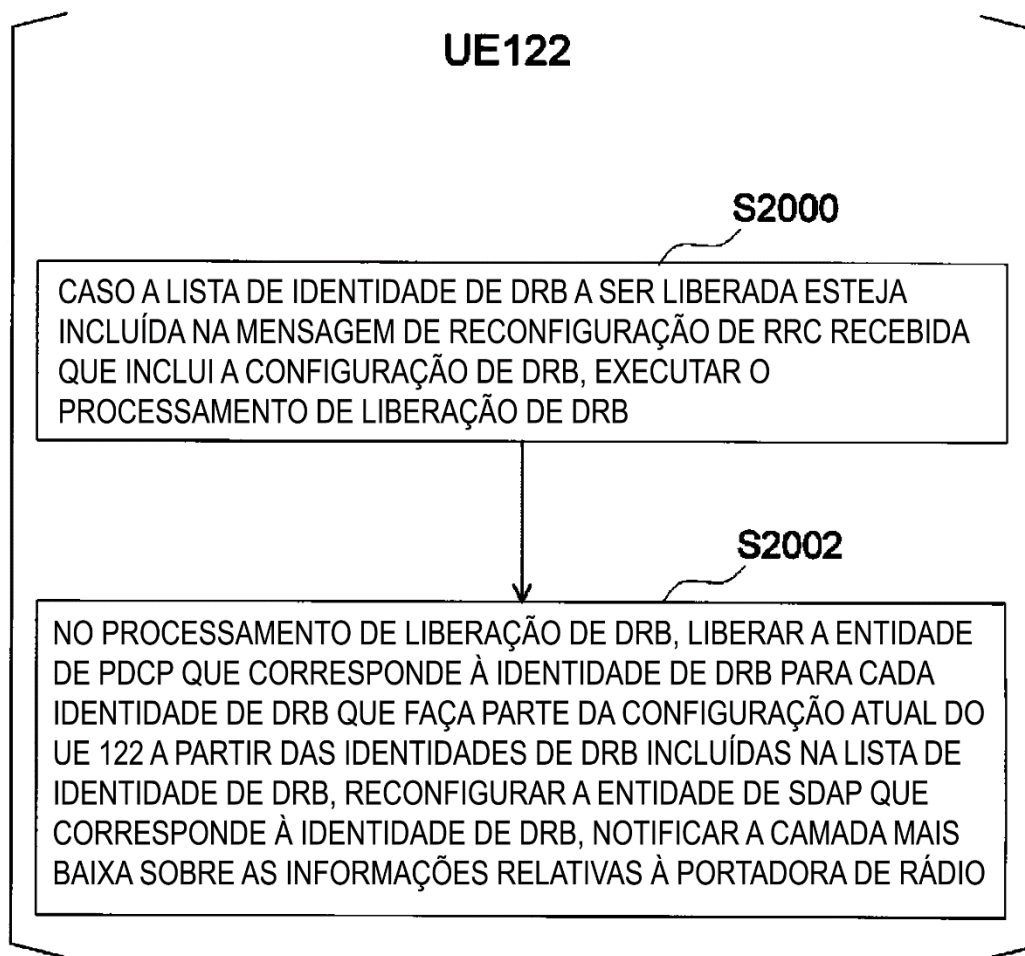 UE122
S2000
CASO A LISTA DE IDENTIDADE DE DRB A SER LIBERADA ESTEJA
INCLUÍDA NA MENSAGEM DE RECONFIGURAÇÃO DE RRC RECEBIDA
QUE INCLUI A CONFIGURAÇÃO DE DRB, EXECUTAR O
PROCESSAMENTO DE LIBERAÇÃO DE DRB
S2002
NO PROCESSAMENTO DE LIBERAÇÃO DE DRB, LIBERAR A ENTIDADE
DE PDCP QUE CORRESPONDE À IDENTIDADE DE DRB PARA CADA
IDENTIDADE DE DRB QUE FAÇA PARTE DA CONFIGURAÇÃO ATUAL DO
UE 122 A PARTIR DAS IDENTIDADES DE DRB INCLUÍDAS NA LISTA DE
IDENTIDADE DE DRB, RECONFIGURAR A ENTIDADE DE SDAP QUE
CORRESPONDE À IDENTIDADE DE DRB, NOTIFICAR A CAMADA MAIS
BAIXA SOBRE AS INFORMAÇÕES RELATIVAS À PORTADORA DE RÁDIO